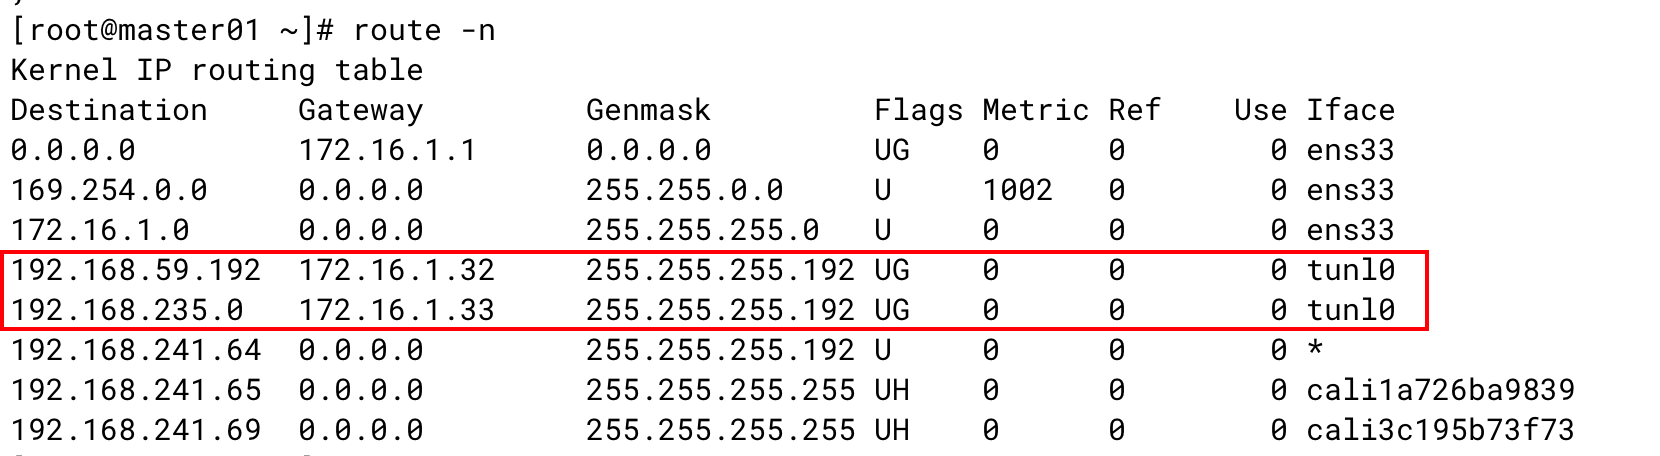 [root@master01 ~]# route -n
Kernel IP routing table
Destination     Gateway         Genmask         Flags Metric Ref    Use Iface
0.0.0.0         172.16.1.1      0.0.0.0         UG    0      0        0 ens33
169.254.0.0     0.0.0.0         255.255.0.0     U     1002   0        0 ens33
172.16.1.0      0.0.0.0         255.255.255.0   U     0      0        0 ens33
192.168.59.192  172.16.1.32     255.255.255.192 UG    0      0        0 tunl0
192.168.235.0   172.16.1.33     255.255.255.192 UG    0      0        0 tunl0
192.168.241.64  0.0.0.0         255.255.255.192 U     0      0        0 *
192.168.241.65  0.0.0.0         255.255.255.255 UH    0      0        0 cali1a726ba9839
192.168.241.69  0.0.0.0         255.255.255.255 UH    0      0        0 cali3c195b73f73